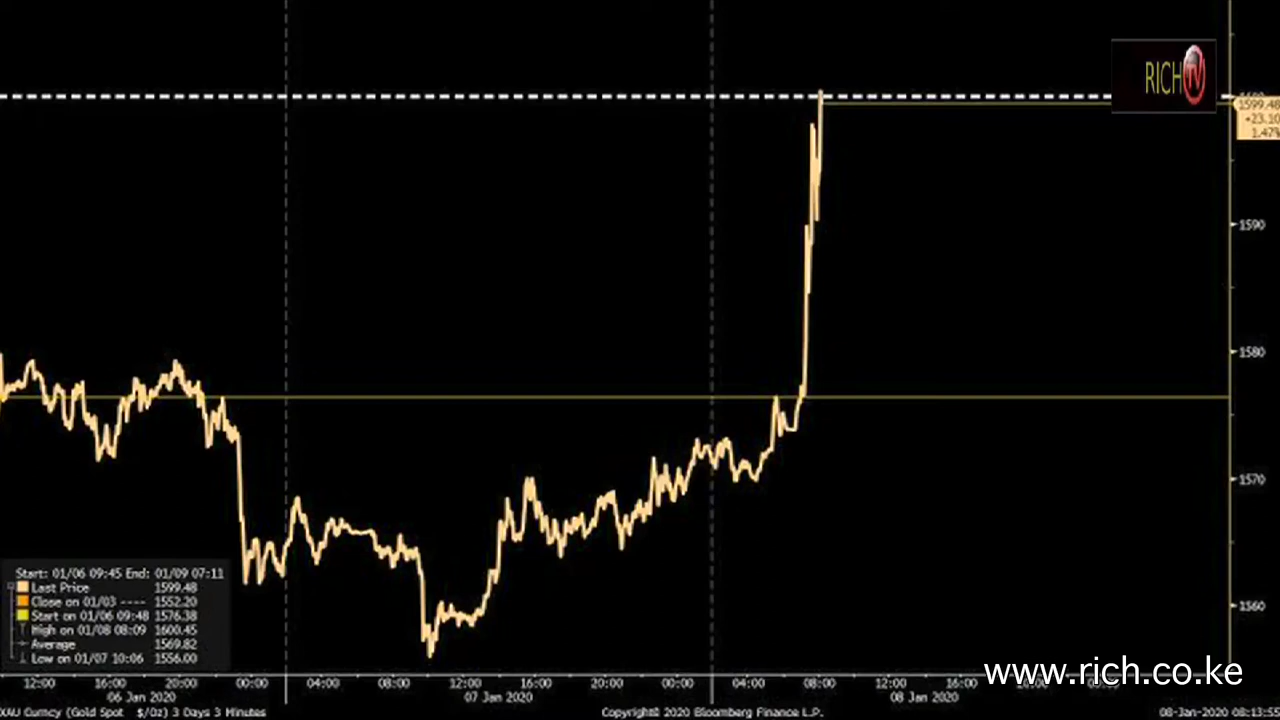 RICH TV
1599.48
+23.10
1590
1580
1570
1560
Start: 01/06 09:45 End: 01/09 07:11
Last Price 1599.48
Close on 01/03 ---- 1552.20
Start on 01/06 09:48 1576.38
High on 01/08 08:09 1600.45
Average 1569.82
Low on 01/07 10:06 1556.00
www.rich.co.ke
12:00 16:00 20:00 00:00 04:00 08:00 12:00 16:00 20:00 00:00 04:00 08:00 12:00 16:00
06 Jan 2020 07 Jan 2020 08 Jan 2020
XAU Curncy (Gold Spot $/Oz) 3 Days 3 Minutes Copyright© 2020 Bloomberg Finance L.P. 08-Jan-2020 08:13:55